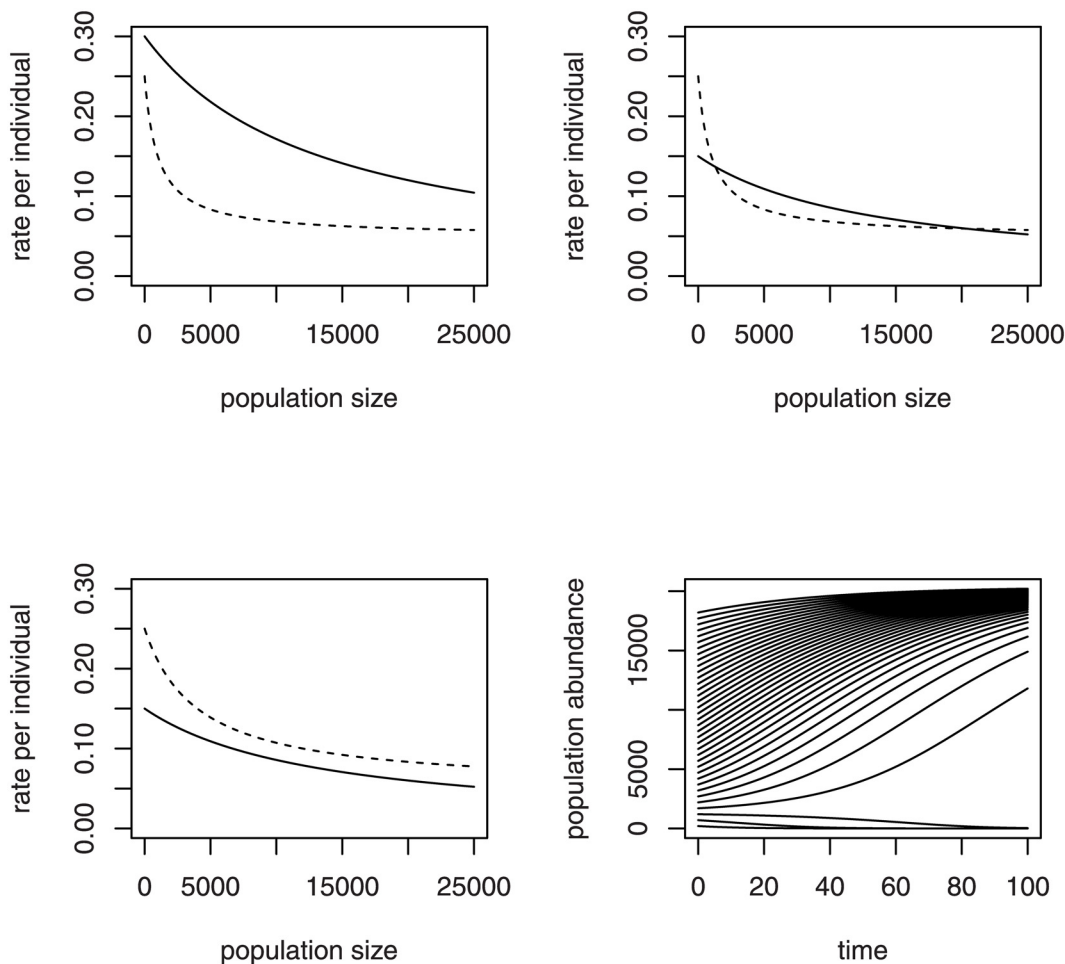 rate per individual
0.00 0.10 0.20 0.30
0 5000 15000 25000
population size
rate per individual
0.00 0.10 0.20 0.30
0 5000 15000 25000
population size
rate per individual
0.00 0.10 0.20 0.30
0 5000 15000 25000
population size
population abundance
0 5000 15000
0 20 40 60 80 100
time